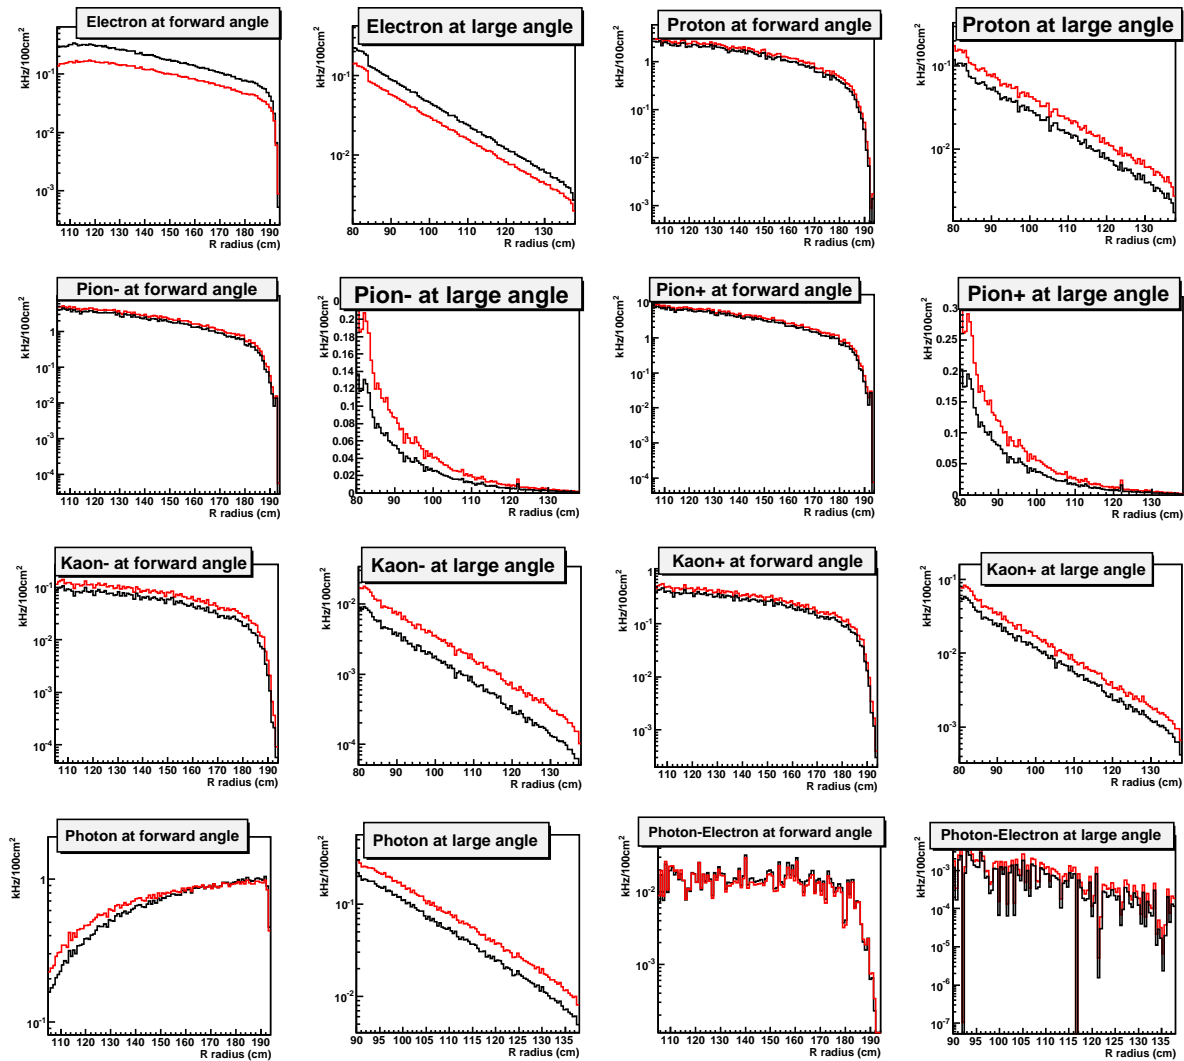 Electron at forward angle
kHz/100cm²
10⁻¹
10⁻²
10⁻³
110 120 130 140 150 160 170 180 190
R radius (cm)
Electron at large angle
kHz/100cm²
10⁻¹
10⁻²
80 90 100 110 120 130
R radius (cm)
Proton at forward angle
kHz/100cm²
1
10⁻¹
10⁻²
10⁻³
110 120 130 140 150 160 170 180 190
R radius (cm)
Proton at large angle
kHz/100cm²
10⁻¹
10⁻²
80 90 100 110 120 130
R radius (cm)
Pion- at forward angle
kHz/100cm²
1
10⁻¹
10⁻²
10⁻³
10⁻⁴
110 120 130 140 150 160 170 180 190
R radius (cm)
Pion- at large angle
kHz/100cm²
0.2
0.18
0.16
0.14
0.12
0.1
0.08
0.06
0.04
0.02
0
80 90 100 110 120 130
R radius (cm)
Pion+ at forward angle
kHz/100cm²
10
1
10⁻¹
10⁻²
10⁻³
10⁻⁴
110 120 130 140 150 160 170 180 190
R radius (cm)
Pion+ at large angle
kHz/100cm²
0.3
0.25
0.2
0.15
0.1
0.05
0
80 90 100 110 120 130
R radius (cm)
Kaon- at forward angle
kHz/100cm²
10⁻¹
10⁻²
10⁻³
10⁻⁴
110 120 130 140 150 160 170 180 190
R radius (cm)
Kaon- at large angle
kHz/100cm²
10⁻²
10⁻³
10⁻⁴
80 90 100 110 120 130
R radius (cm)
Kaon+ at forward angle
kHz/100cm²
1
10⁻¹
10⁻²
10⁻³
110 120 130 140 150 160 170 180 190
R radius (cm)
Kaon+ at large angle
kHz/100cm²
10⁻¹
10⁻²
10⁻³
80 90 100 110 120 130
R radius (cm)
Photon at forward angle
kHz/100cm²
1
10⁻¹
110 120 130 140 150 160 170 180 190
R radius (cm)
Photon at large angle
kHz/100cm²
10⁻¹
10⁻²
90 95 100 105 110 115 120 125 130 135
R radius (cm)
Photon-Electron at forward angle
kHz/100cm²
10⁻²
10⁻³
110 120 130 140 150 160 170 180 190
R radius (cm)
Photon-Electron at large angle
kHz/100cm²
10⁻³
10⁻⁴
10⁻⁵
10⁻⁶
10⁻⁷
90 95 100 105 110 115 120 125 130 135
R radius (cm)